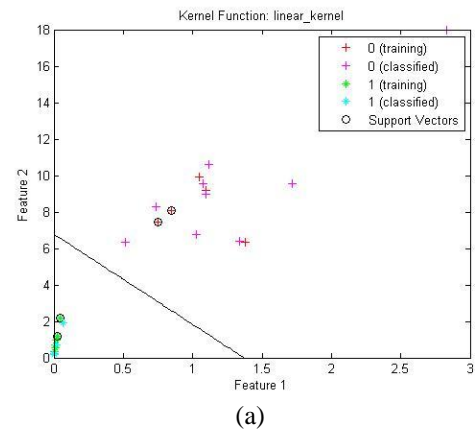 Kernel Function: linear_kernel
18
16
14
12
10
8
6
4
2
0
Feature 2
0 (training)
0 (classified)
1 (training)
1 (classified)
Support Vectors
0 0.5 1 1.5 2 2.5 3
Feature 1
(a)